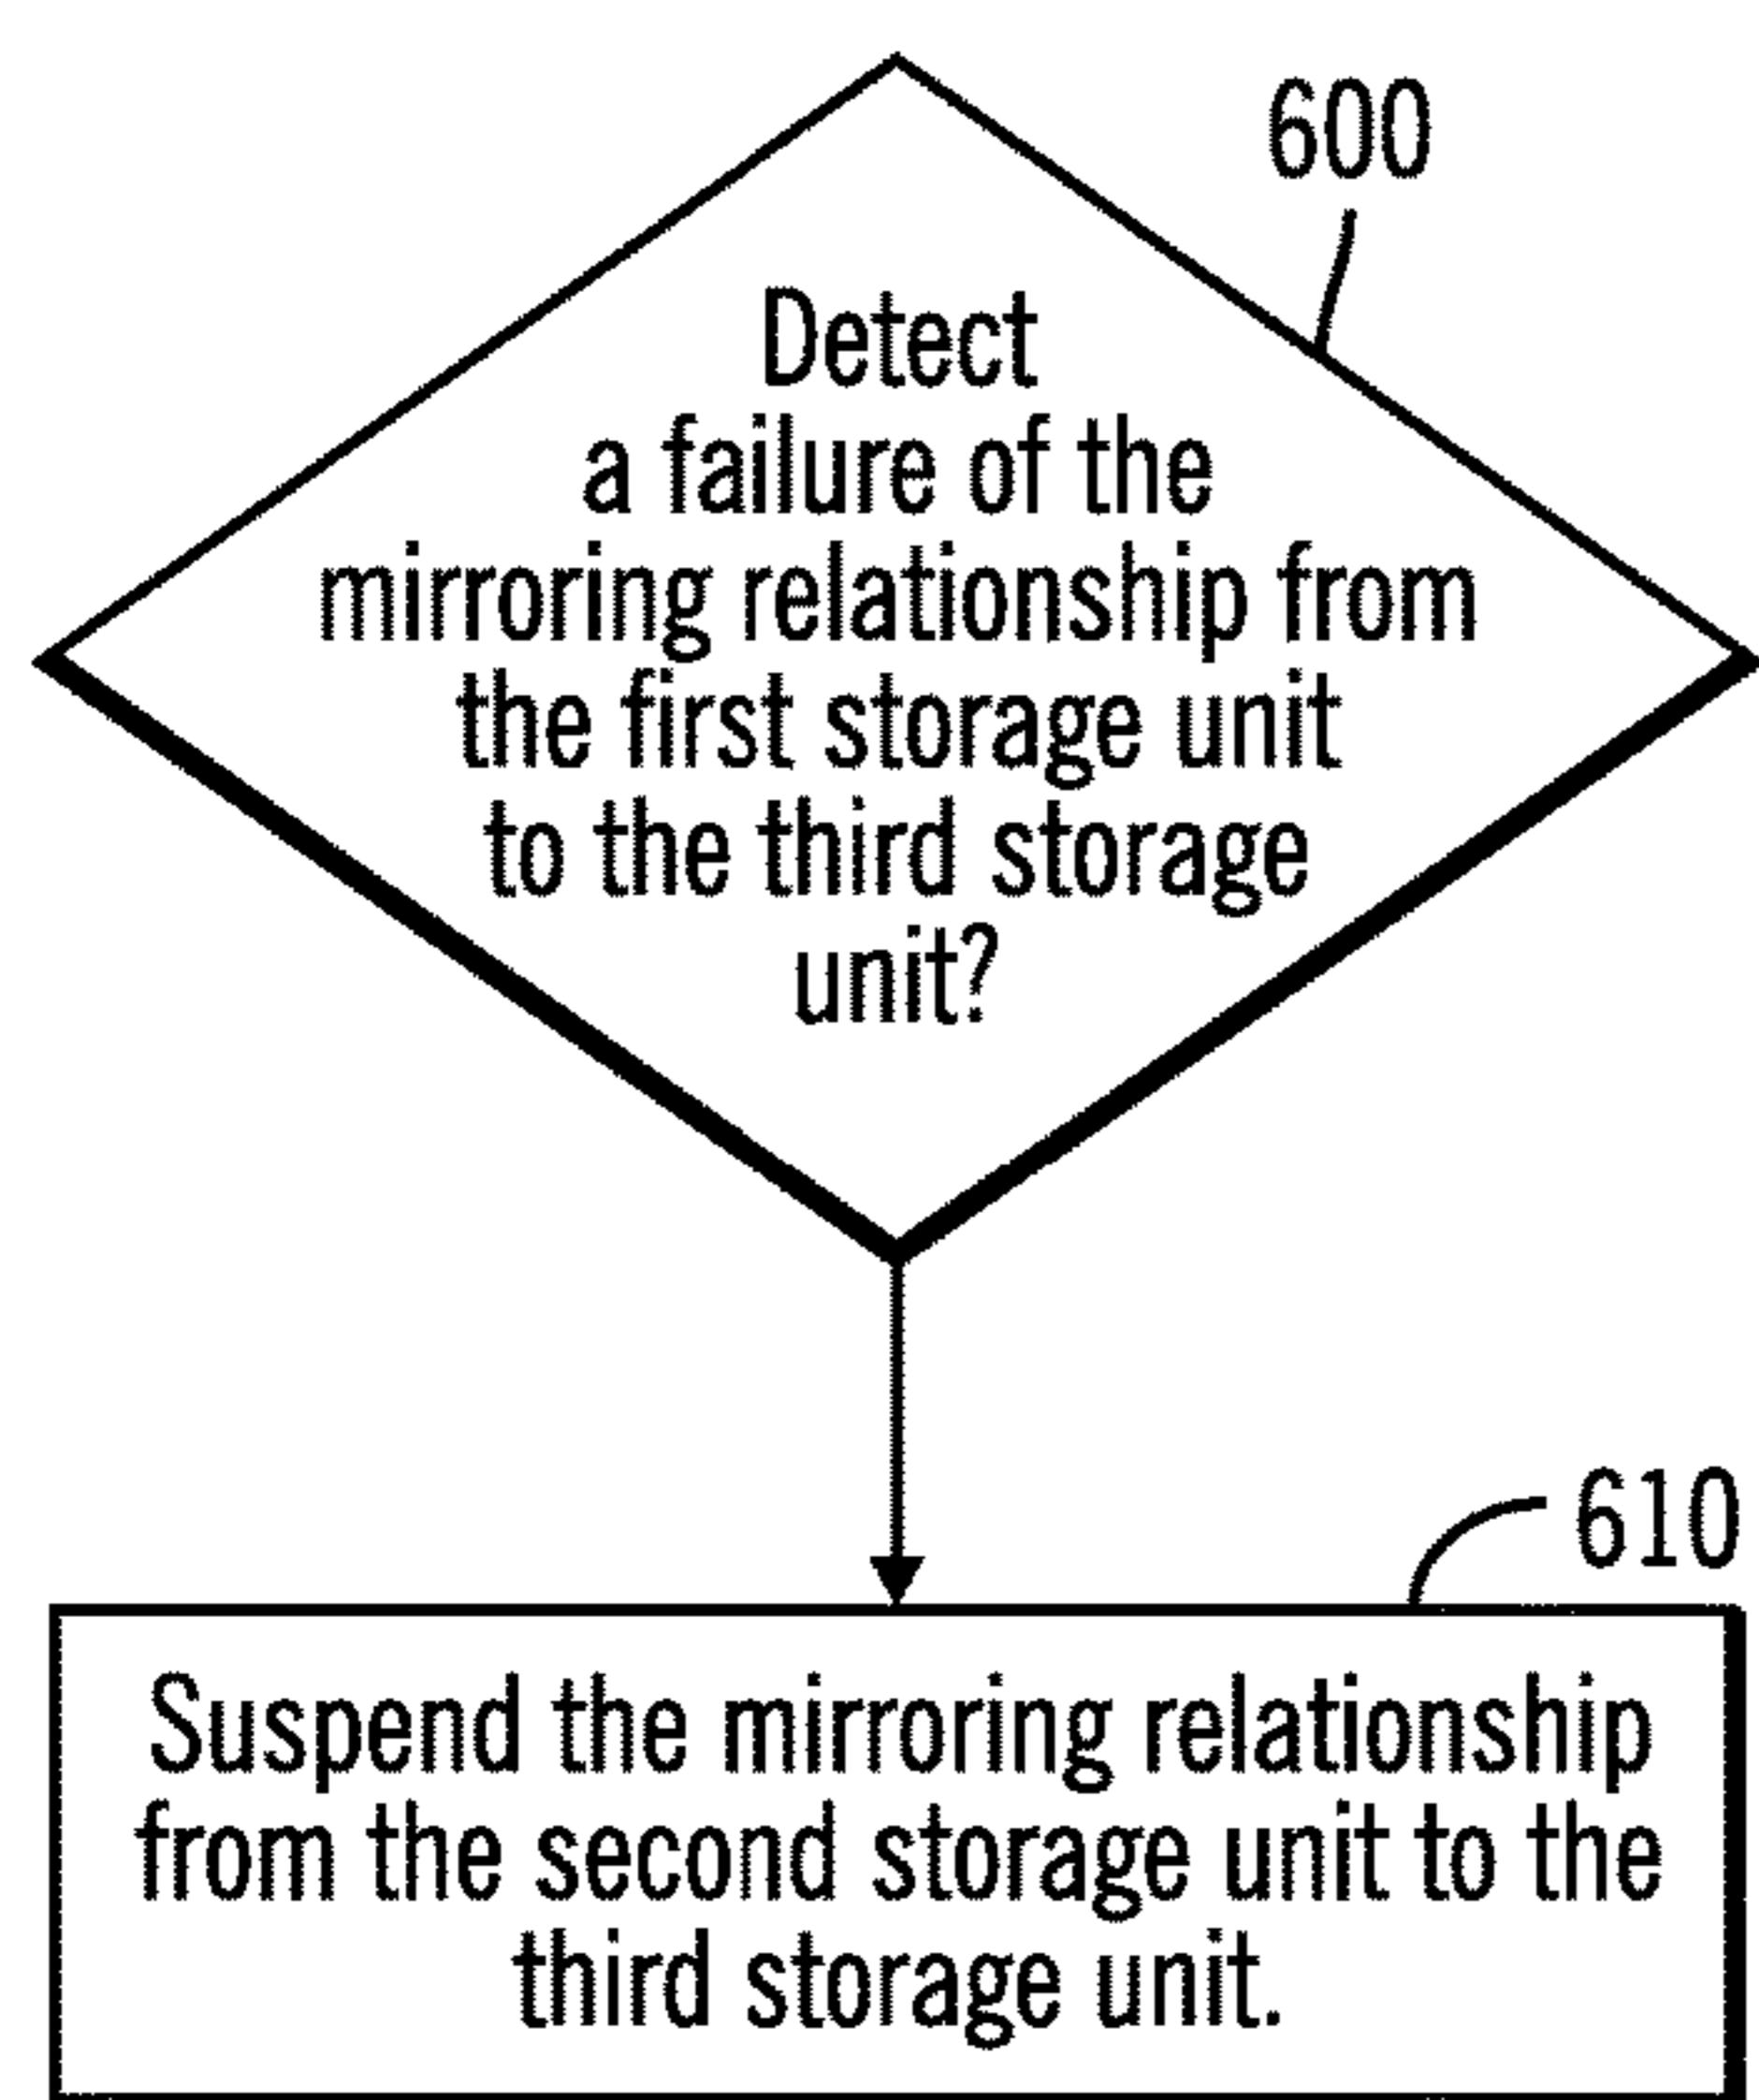 600
Detect
a failure of the
mirroring relationship from
the first storage unit
to the third storage
unit?
610
Suspend the mirroring relationship
from the second storage unit to the
third storage unit.